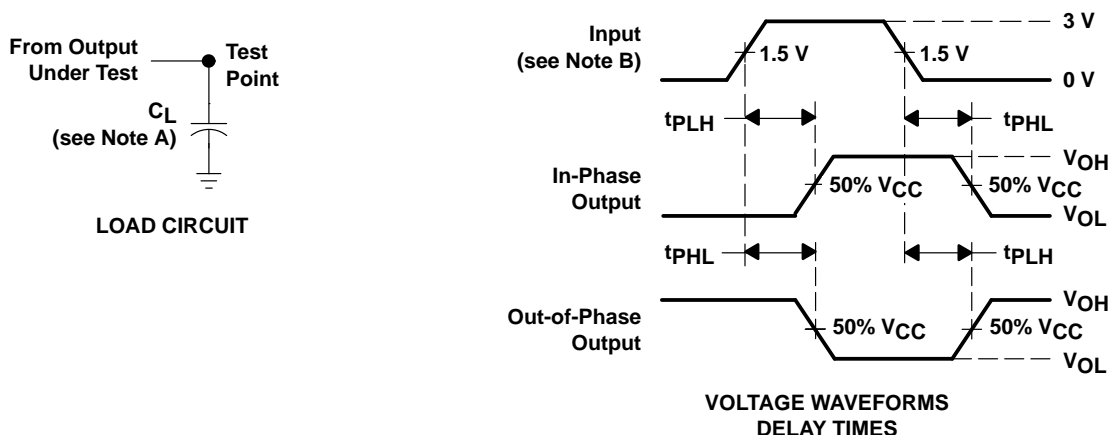 From Output
Under Test
Test
Point
CL
(see Note A)
LOAD CIRCUIT
Input
(see Note B)
1.5 V
1.5 V
3 V
0 V
tPLH
tPHL
In-Phase
Output
50% VCC
50% VCC
VOH
VOL
tPHL
tPLH
Out-of-Phase
Output
50% VCC
50% VCC
VOH
VOL
VOLTAGE WAVEFORMS
DELAY TIMES